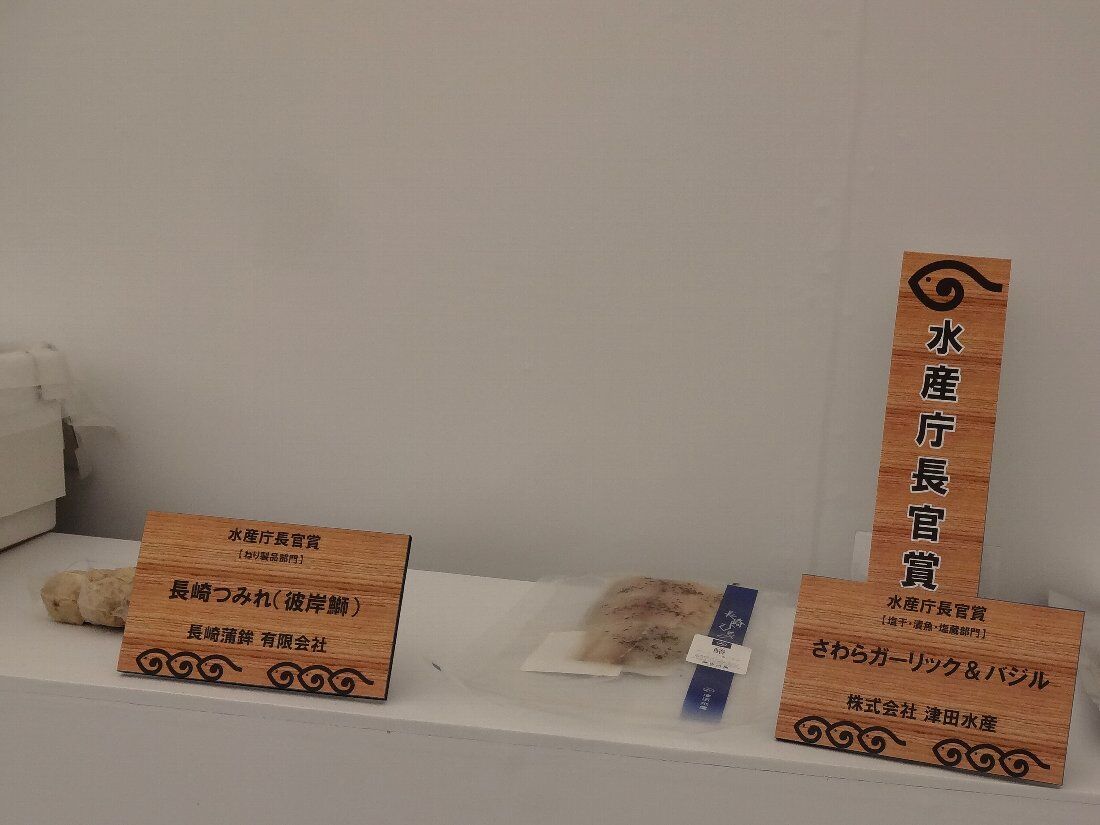 水産庁長官賞
[ねり製品部門]
長崎つみれ(彼岸鰤)
長崎蒲鉾 有限会社
水産庁長官賞
水産庁長官賞
[塩干・漬魚・塩蔵部門]
さわらガーリック&バジル
株式会社 津田水産